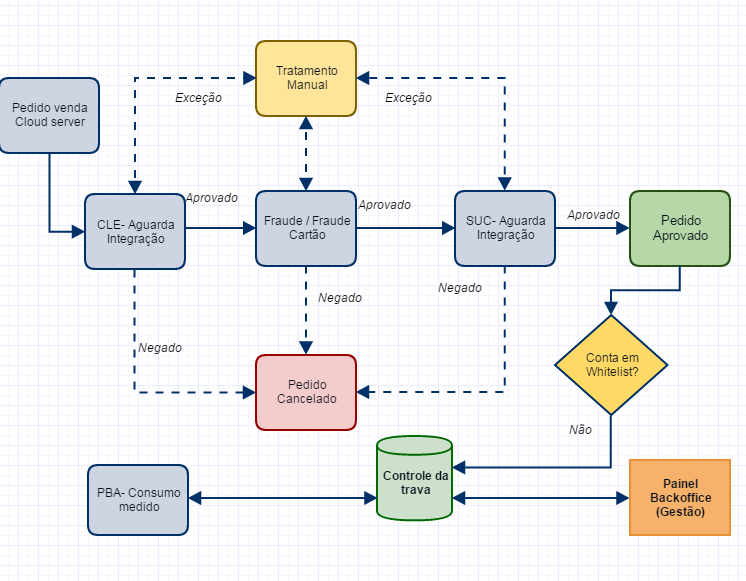 Tratamento
Manual
Exceção
Exceção
Pedido venda
Cloud server
Aprovado
Aprovado
Aprovado
CLE- Aguarda
Integração
Fraude / Fraude
Cartão
SUC- Aguarda
Integração
Pedido
Aprovado
Negado
Negado
Negado
Conta em
Whitelist?
Pedido
Cancelado
Não
Controle da
trava
PBA- Consumo
medido
Painel
Backoffice
(Gestão)